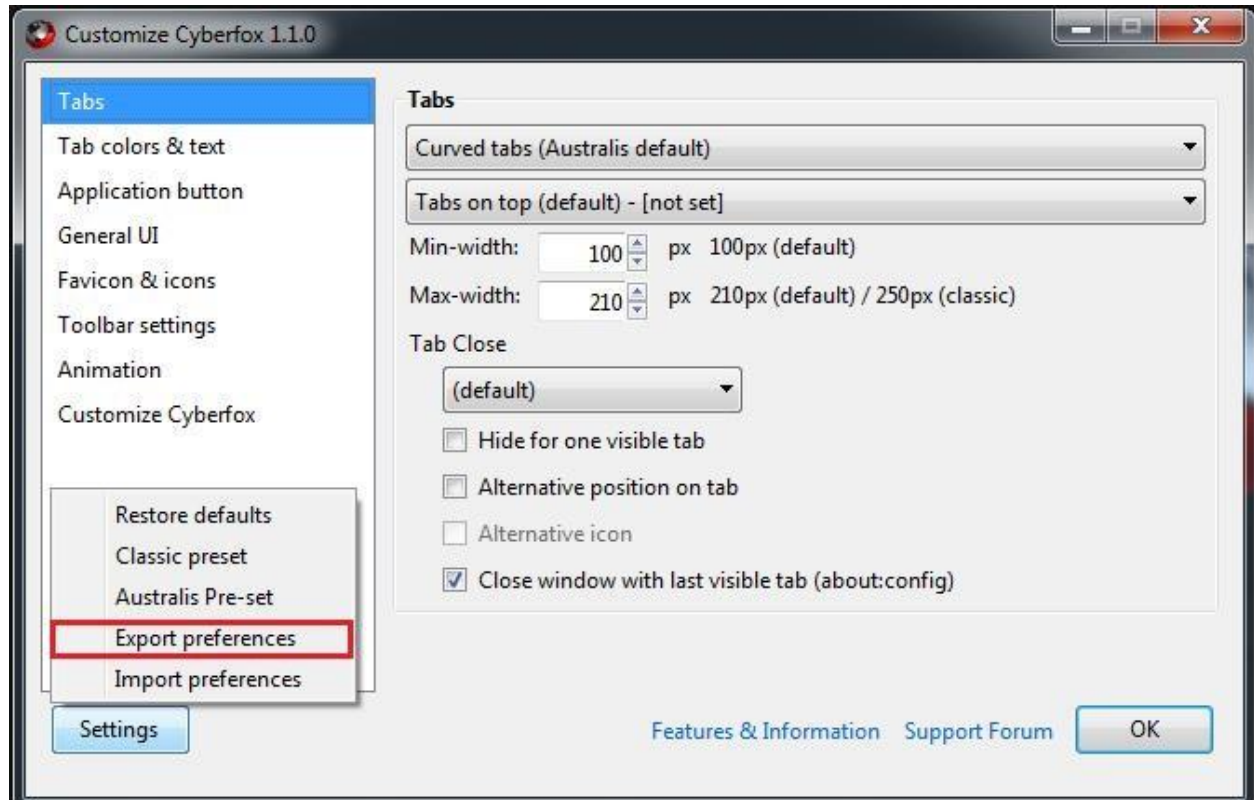 Customize Cyberfox 1.1.0
Tabs
Tab colors & text
Application button
General UI
Favicon & icons
Toolbar settings
Animation
Customize Cyberfox
Restore defaults
Classic preset
Australis Pre-set
Export preferences
Import preferences
Settings
Tabs
Curved tabs (Australis default)
Tabs on top (default) - [not set]
Min-width: 100 px 100px (default)
Max-width: 210 px 210px (default) / 250px (classic)
Tab Close
(default)
Hide for one visible tab
Alternative position on tab
Alternative icon
Close window with last visible tab (about:config)
Features & Information Support Forum OK